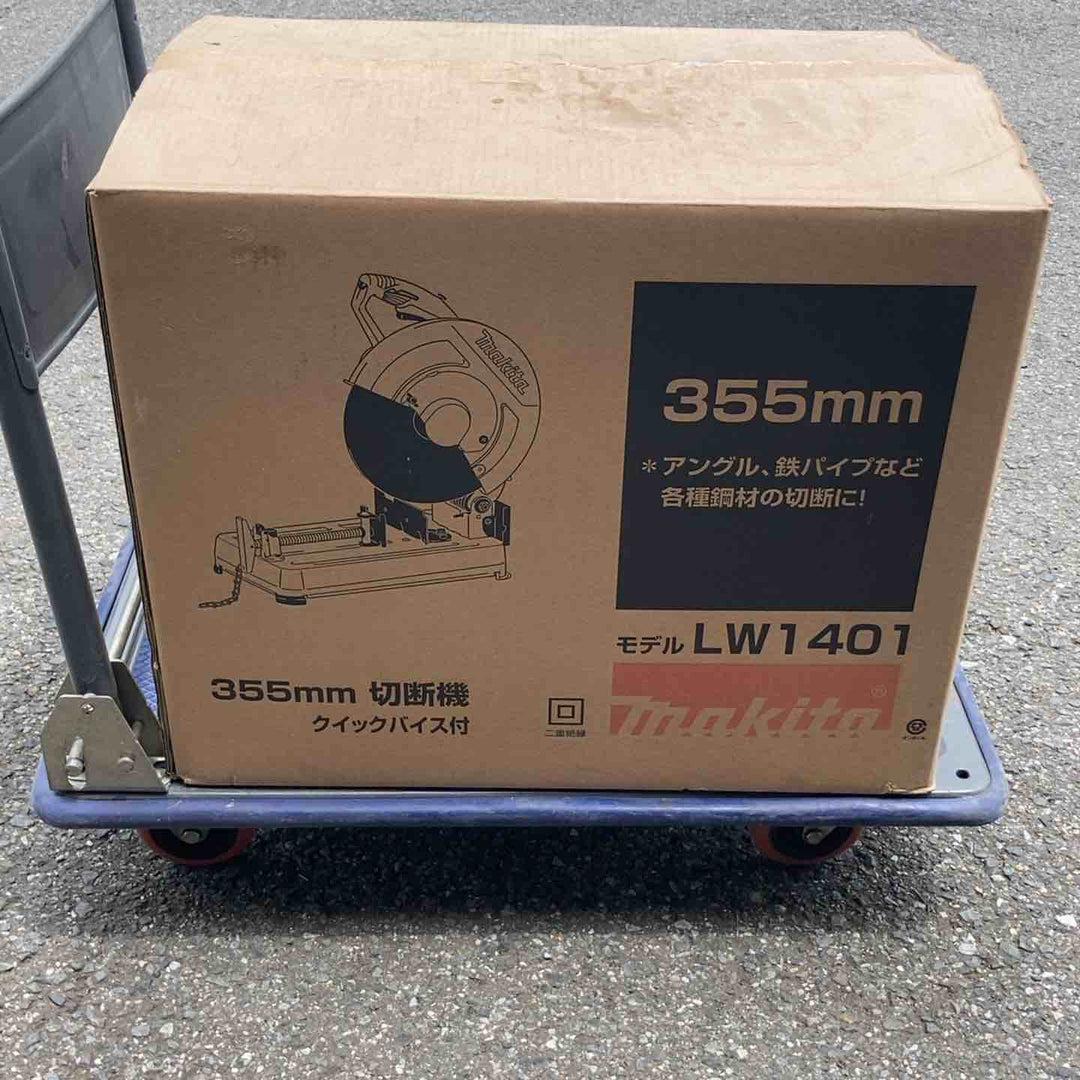 makita
355mm
*アングル、鉄パイプなど
各種鋼材の切断に!
モデル LW1401
355mm 切断機
クイックバイス付
二重絶縁
makita®